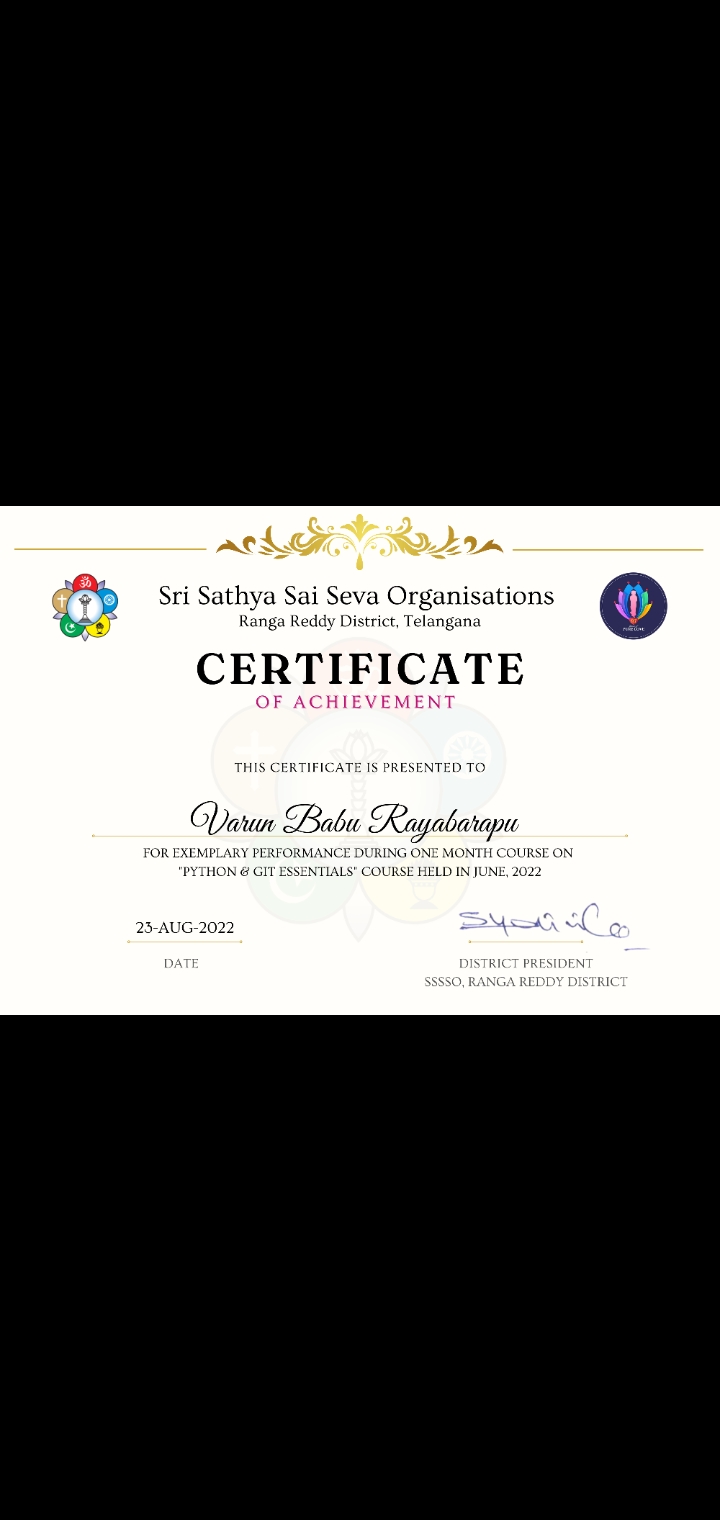 ॐ
Sri Sathya Sai Seva Organisations
Ranga Reddy District, Telangana
CERTIFICATE
OF ACHIEVEMENT
THIS CERTIFICATE IS PRESENTED TO
Varun Babu Rayabarapu
FOR EXEMPLARY PERFORMANCE DURING ONE MONTH COURSE ON
"PYTHON & GIT ESSENTIALS" COURSE HELD IN JUNE, 2022
23-AUG-2022
DATE
DISTRICT PRESIDENT
SSSSO, RANGA REDDY DISTRICT